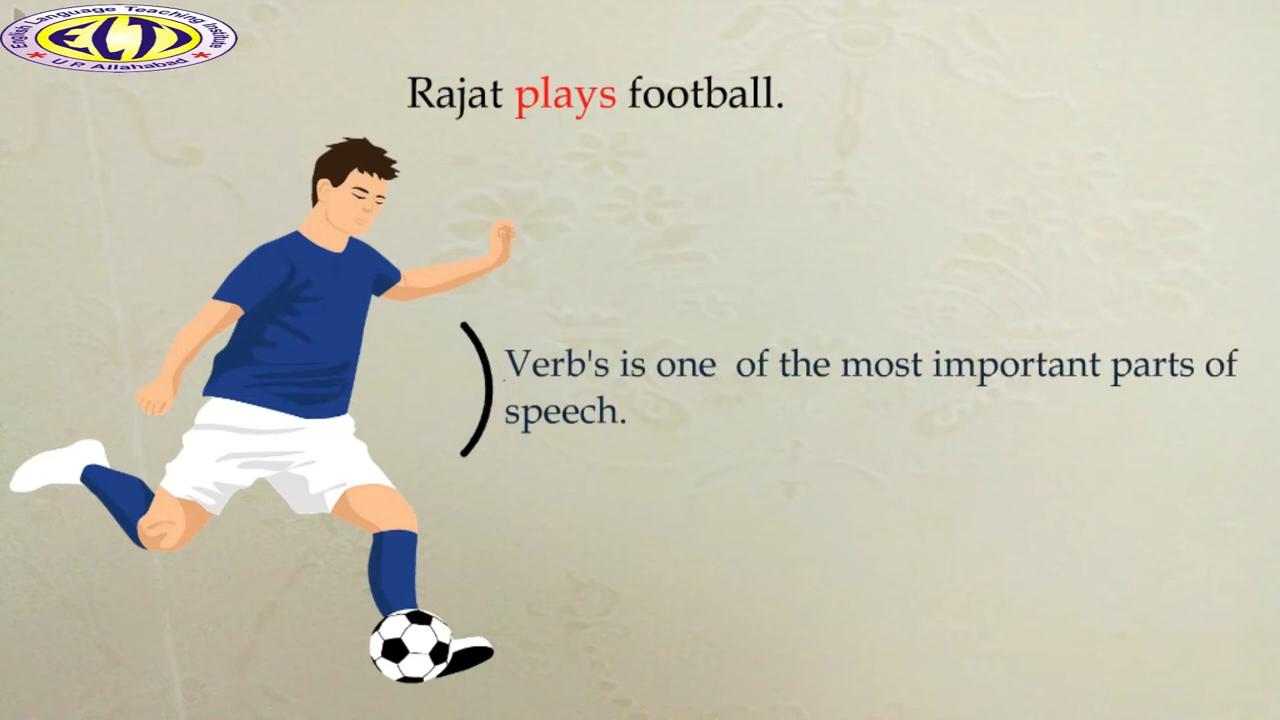 English Language Teaching Institute
ELTI
U P Allahabad
Rajat plays football.
Verb's is one  of the most important parts of
speech.